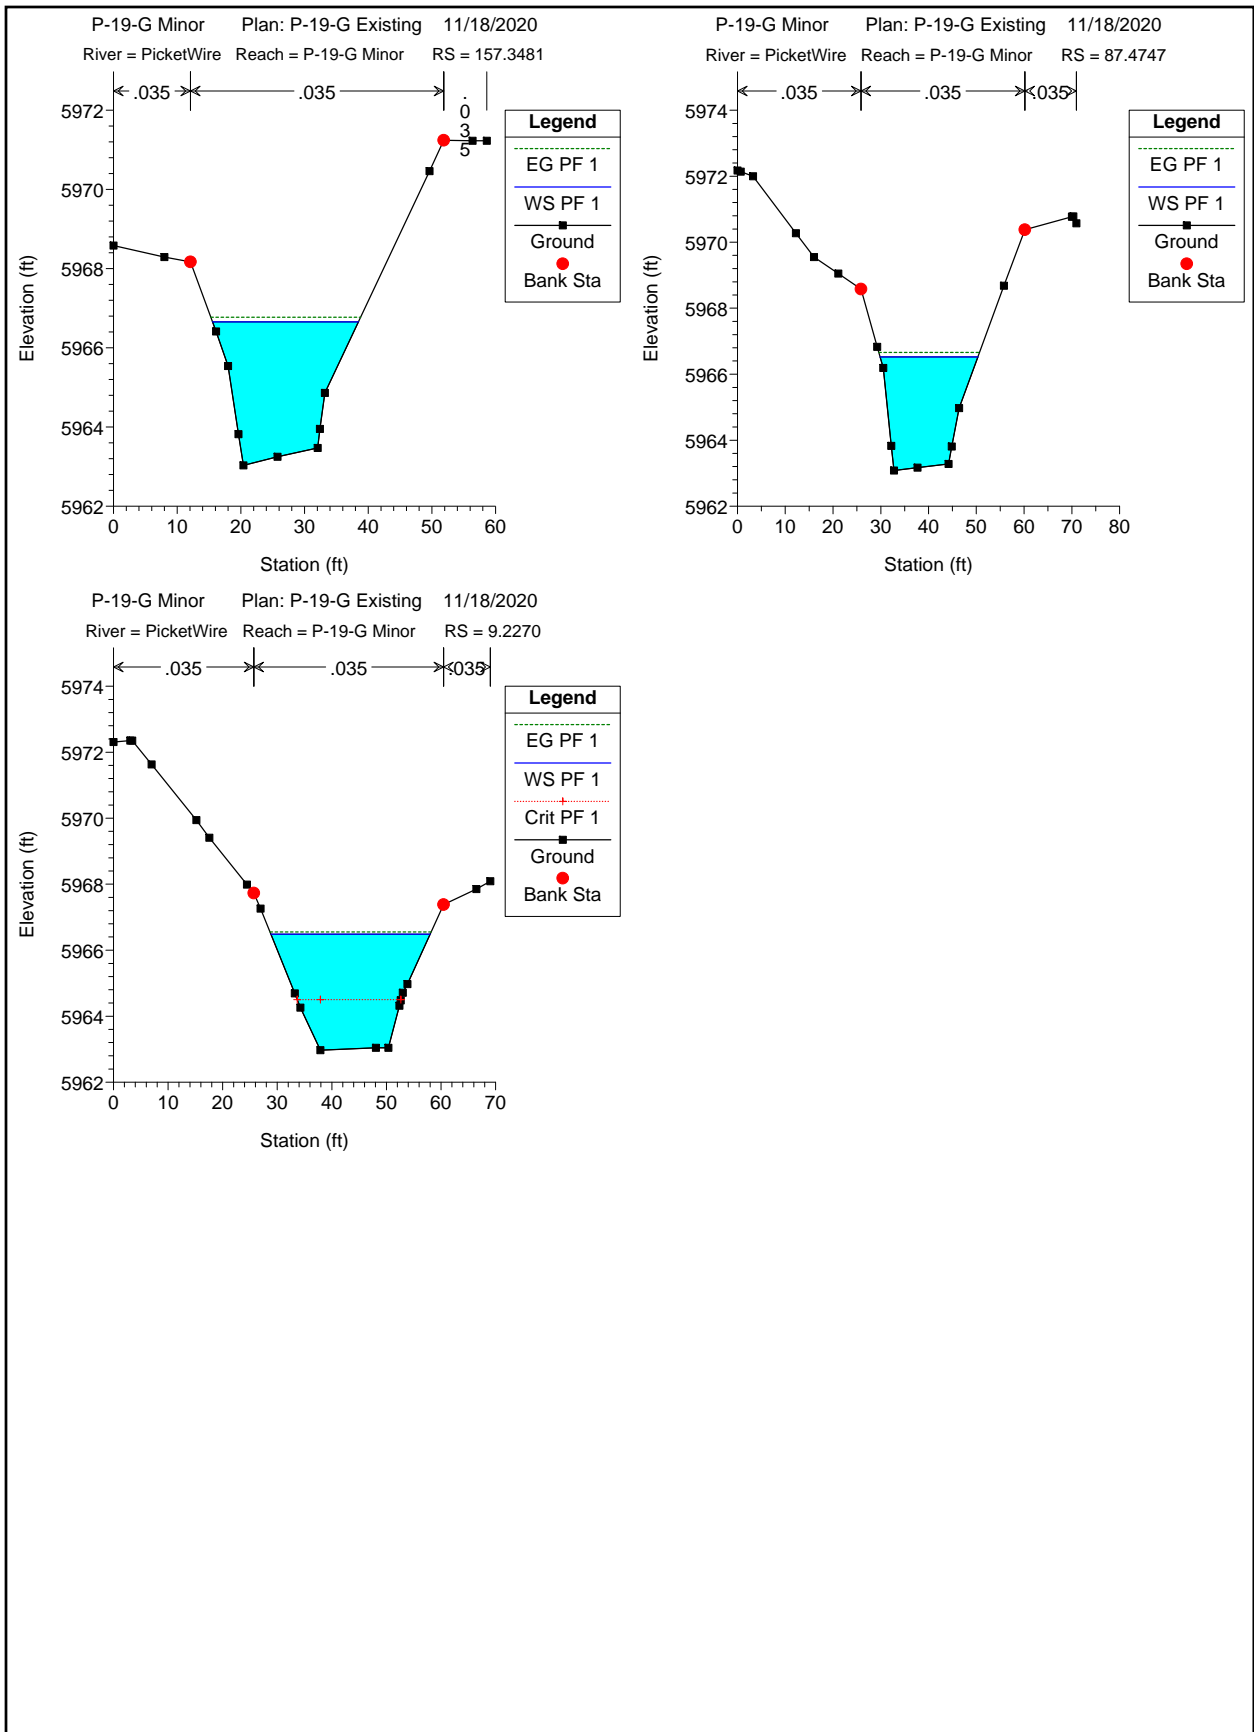 P-19-G Minor Plan: P-19-G Existing 11/18/2020
River = PicketWire Reach = P-19-G Minor RS = 157.3481
.035 .035 .035
Elevation (ft)
5972
5970
5968
5966
5964
5962
0 10 20 30 40 50 60
Station (ft)
Legend
EG PF 1
WS PF 1
Ground
Bank Sta
P-19-G Minor Plan: P-19-G Existing 11/18/2020
River = PicketWire Reach = P-19-G Minor RS = 87.4747
.035 .035 .035
Elevation (ft)
5974
5972
5970
5968
5966
5964
5962
0 10 20 30 40 50 60 70 80
Station (ft)
Legend
EG PF 1
WS PF 1
Ground
Bank Sta
P-19-G Minor Plan: P-19-G Existing 11/18/2020
River = PicketWire Reach = P-19-G Minor RS = 9.2270
.035 .035 .035
Elevation (ft)
5974
5972
5970
5968
5966
5964
5962
0 10 20 30 40 50 60 70
Station (ft)
Legend
EG PF 1
WS PF 1
Crit PF 1
Ground
Bank Sta